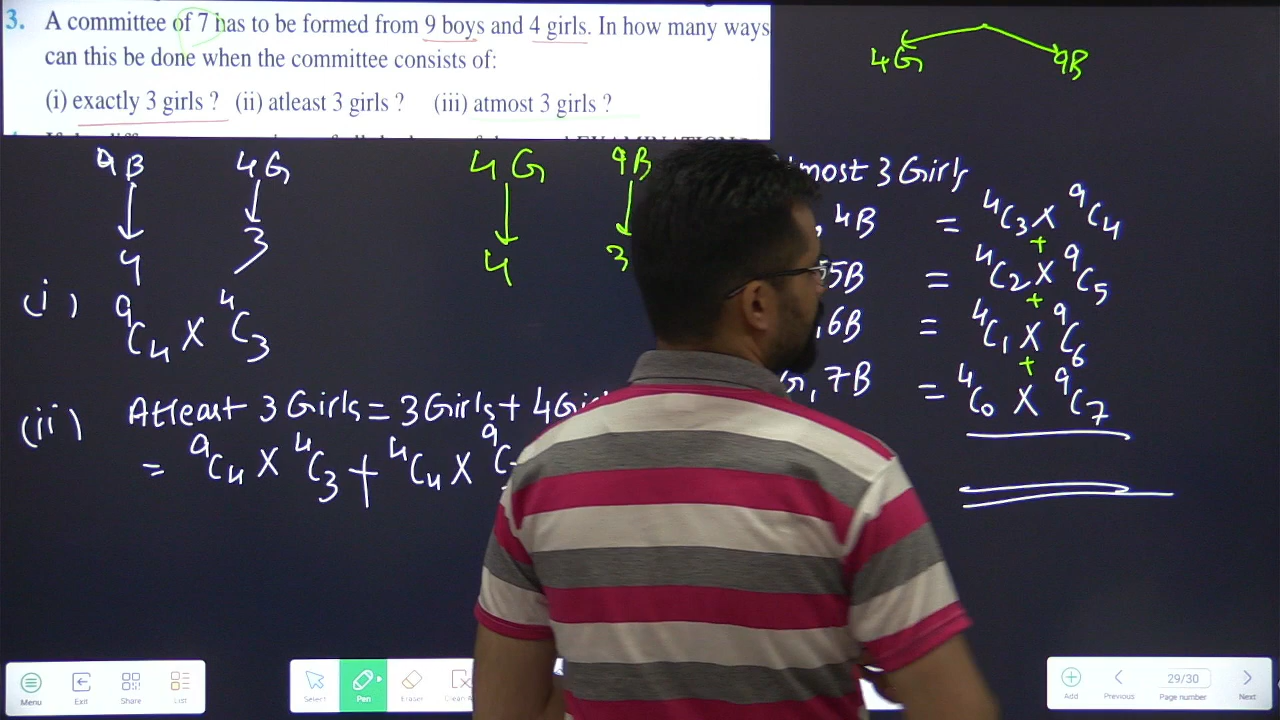 3. A committee of 7 has to be formed from 9 boys and 4 girls. In how many ways
can this be done when the committee consists of:
(i) exactly 3 girls ? (ii) atleast 3 girls ? (iii) atmost 3 girls ?
4G 9B
9B 4G
4 3
(i) ⁹C₄ X ⁴C₃
4G 9B
4 3
(ii) Atleast 3 Girls = 3 Girls + 4
= ⁹C₄ X ⁴C₃ + ⁴C₄ X ⁹C
3 Girls
, 4B = ⁴C₃ X ⁹C₄
+
5B = ⁴C₂ X ⁹C₅
+
, 6B = ⁴C₁ X ⁹C₆
+
, 7B = ⁴C₀ X ⁹C₇
Menu Exit Share List
Select Pen Eraser
Add Previous 29/30 Page number Next